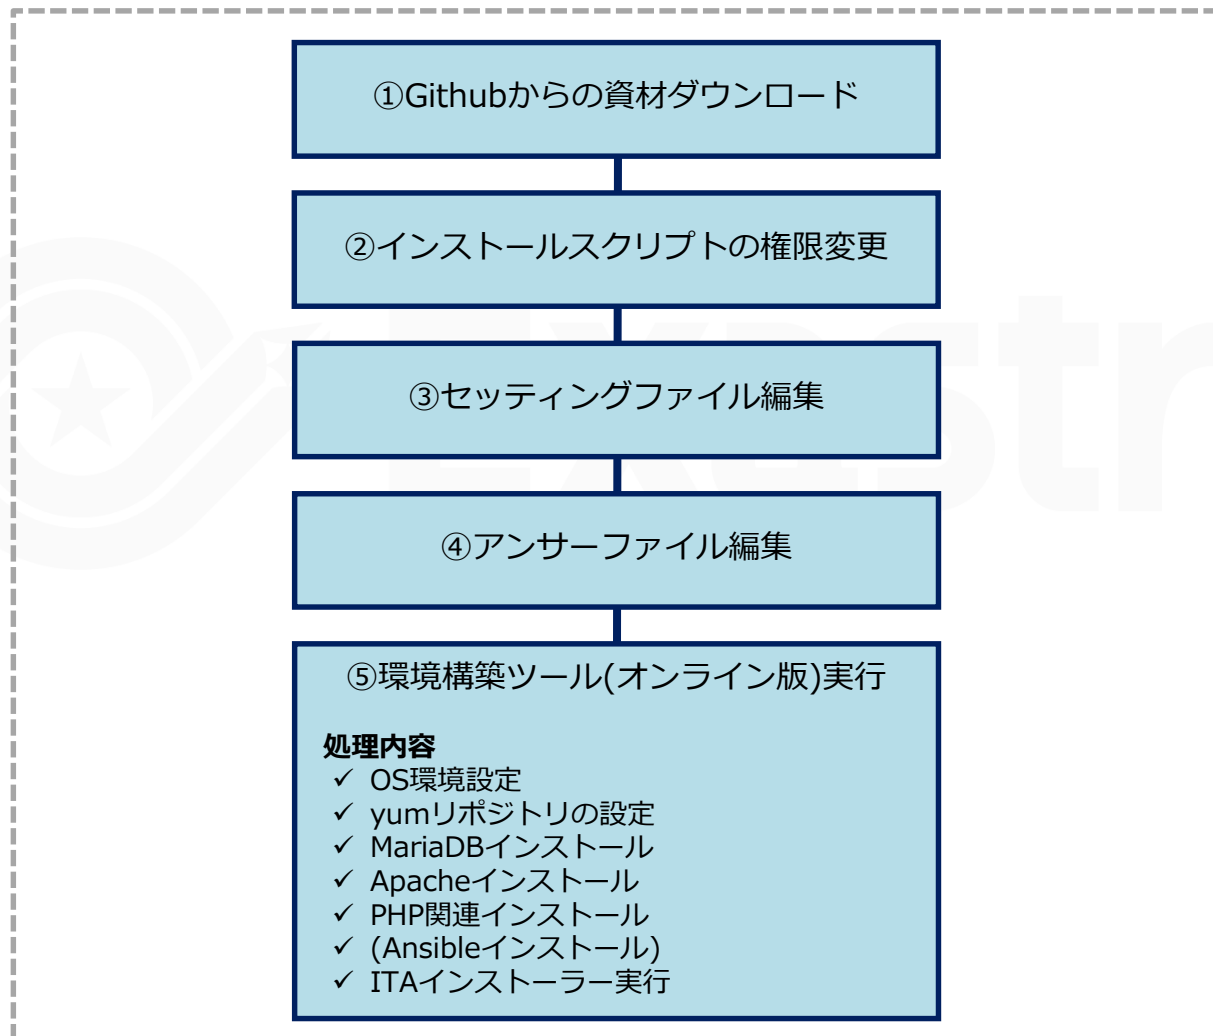 ①Githubからの資材ダウンロード
②インストールスクリプトの権限変更
③セッティングファイル編集
④アンサーファイル編集
⑤環境構築ツール(オンライン版)実行
処理内容
✓ OS環境設定
✓ yumリポジトリの設定
✓ MariaDBインストール
✓ Apacheインストール
✓ PHP関連インストール
✓ (Ansibleインストール)
✓ ITAインストーラー実行
Exastr